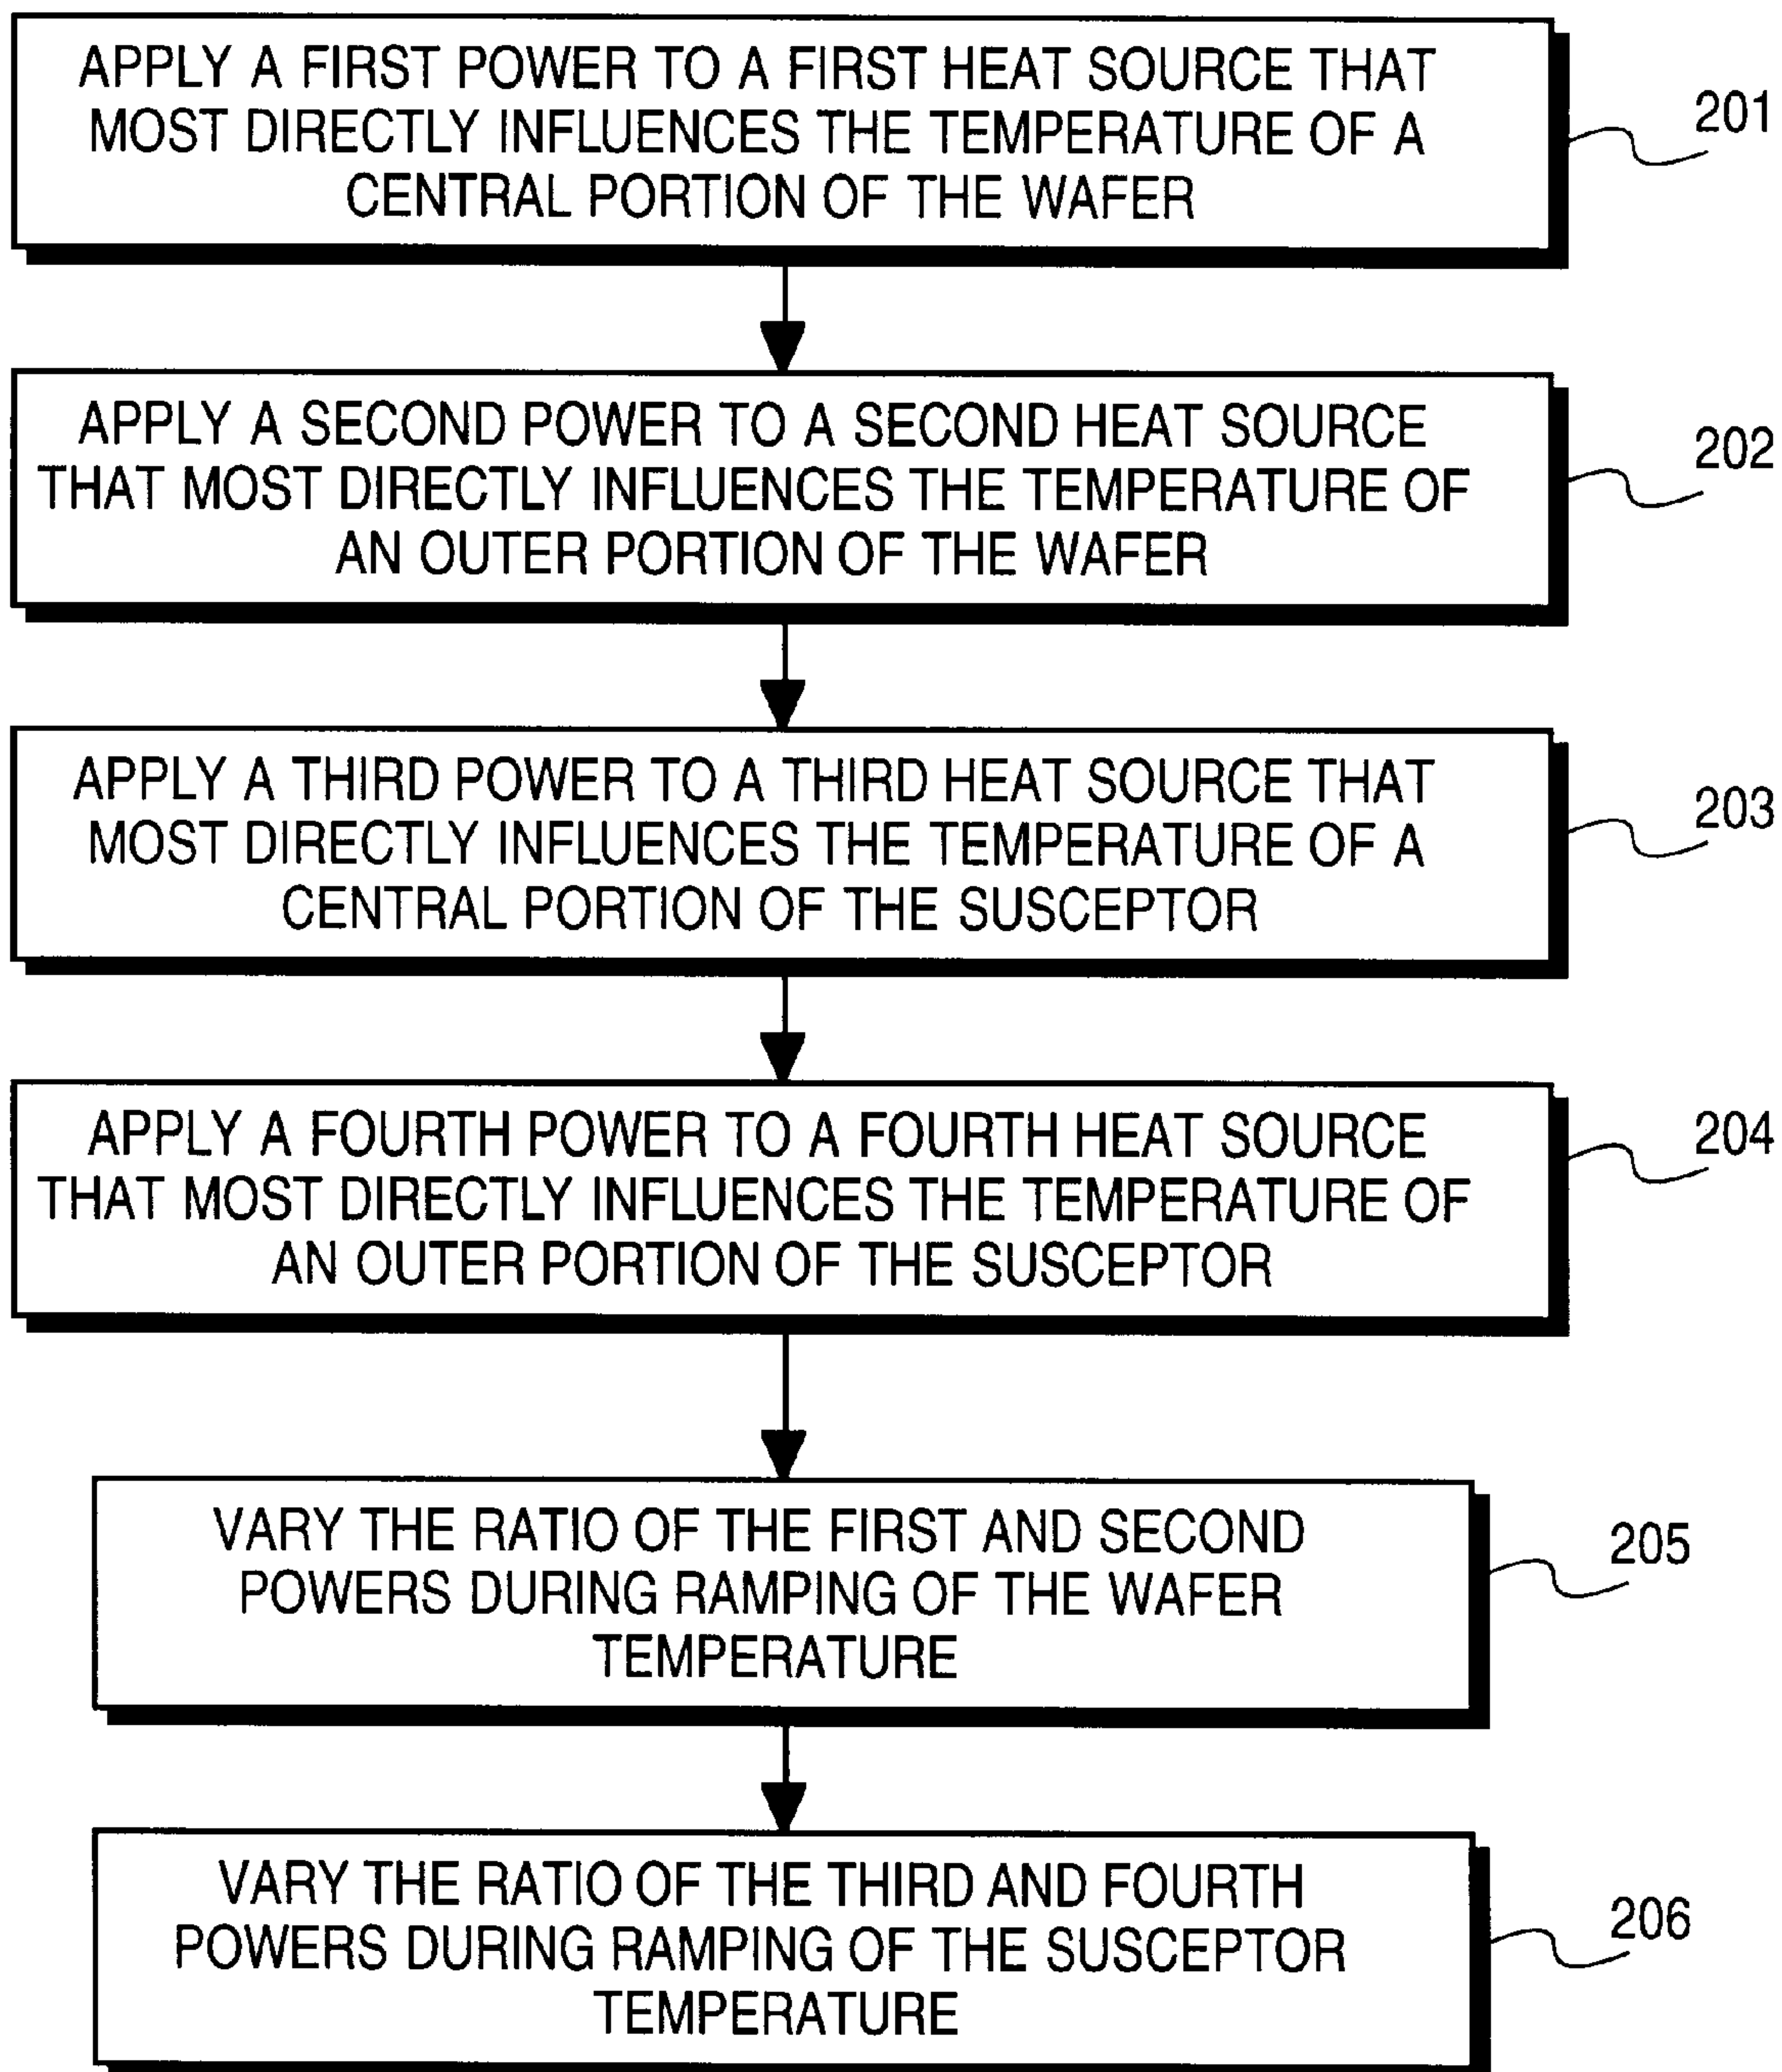 APPLY A FIRST POWER TO A FIRST HEAT SOURCE THAT
MOST DIRECTLY INFLUENCES THE TEMPERATURE OF A
CENTRAL PORTION OF THE WAFER
201
APPLY A SECOND POWER TO A SECOND HEAT SOURCE
THAT MOST DIRECTLY INFLUENCES THE TEMPERATURE OF
AN OUTER PORTION OF THE WAFER
202
APPLY A THIRD POWER TO A THIRD HEAT SOURCE THAT
MOST DIRECTLY INFLUENCES THE TEMPERATURE OF A
CENTRAL PORTION OF THE SUSCEPTOR
203
APPLY A FOURTH POWER TO A FOURTH HEAT SOURCE
THAT MOST DIRECTLY INFLUENCES THE TEMPERATURE OF
AN OUTER PORTION OF THE SUSCEPTOR
204
VARY THE RATIO OF THE FIRST AND SECOND
POWERS DURING RAMPING OF THE WAFER
TEMPERATURE
205
VARY THE RATIO OF THE THIRD AND FOURTH
POWERS DURING RAMPING OF THE SUSCEPTOR
TEMPERATURE
206